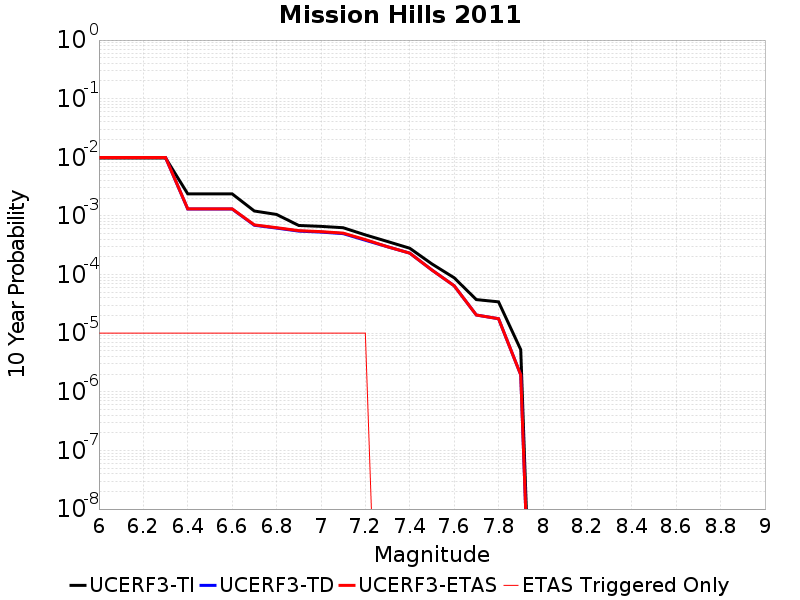 Mission Hills 2011
10 Year Probability
10^0
10^-1
10^-2
10^-3
10^-4
10^-5
10^-6
10^-7
10^-8
6 6.2 6.4 6.6 6.8 7 7.2 7.4 7.6 7.8 8 8.2 8.4 8.6 8.8 9
Magnitude
UCERF3-TI UCERF3-TD UCERF3-ETAS ETAS Triggered Only